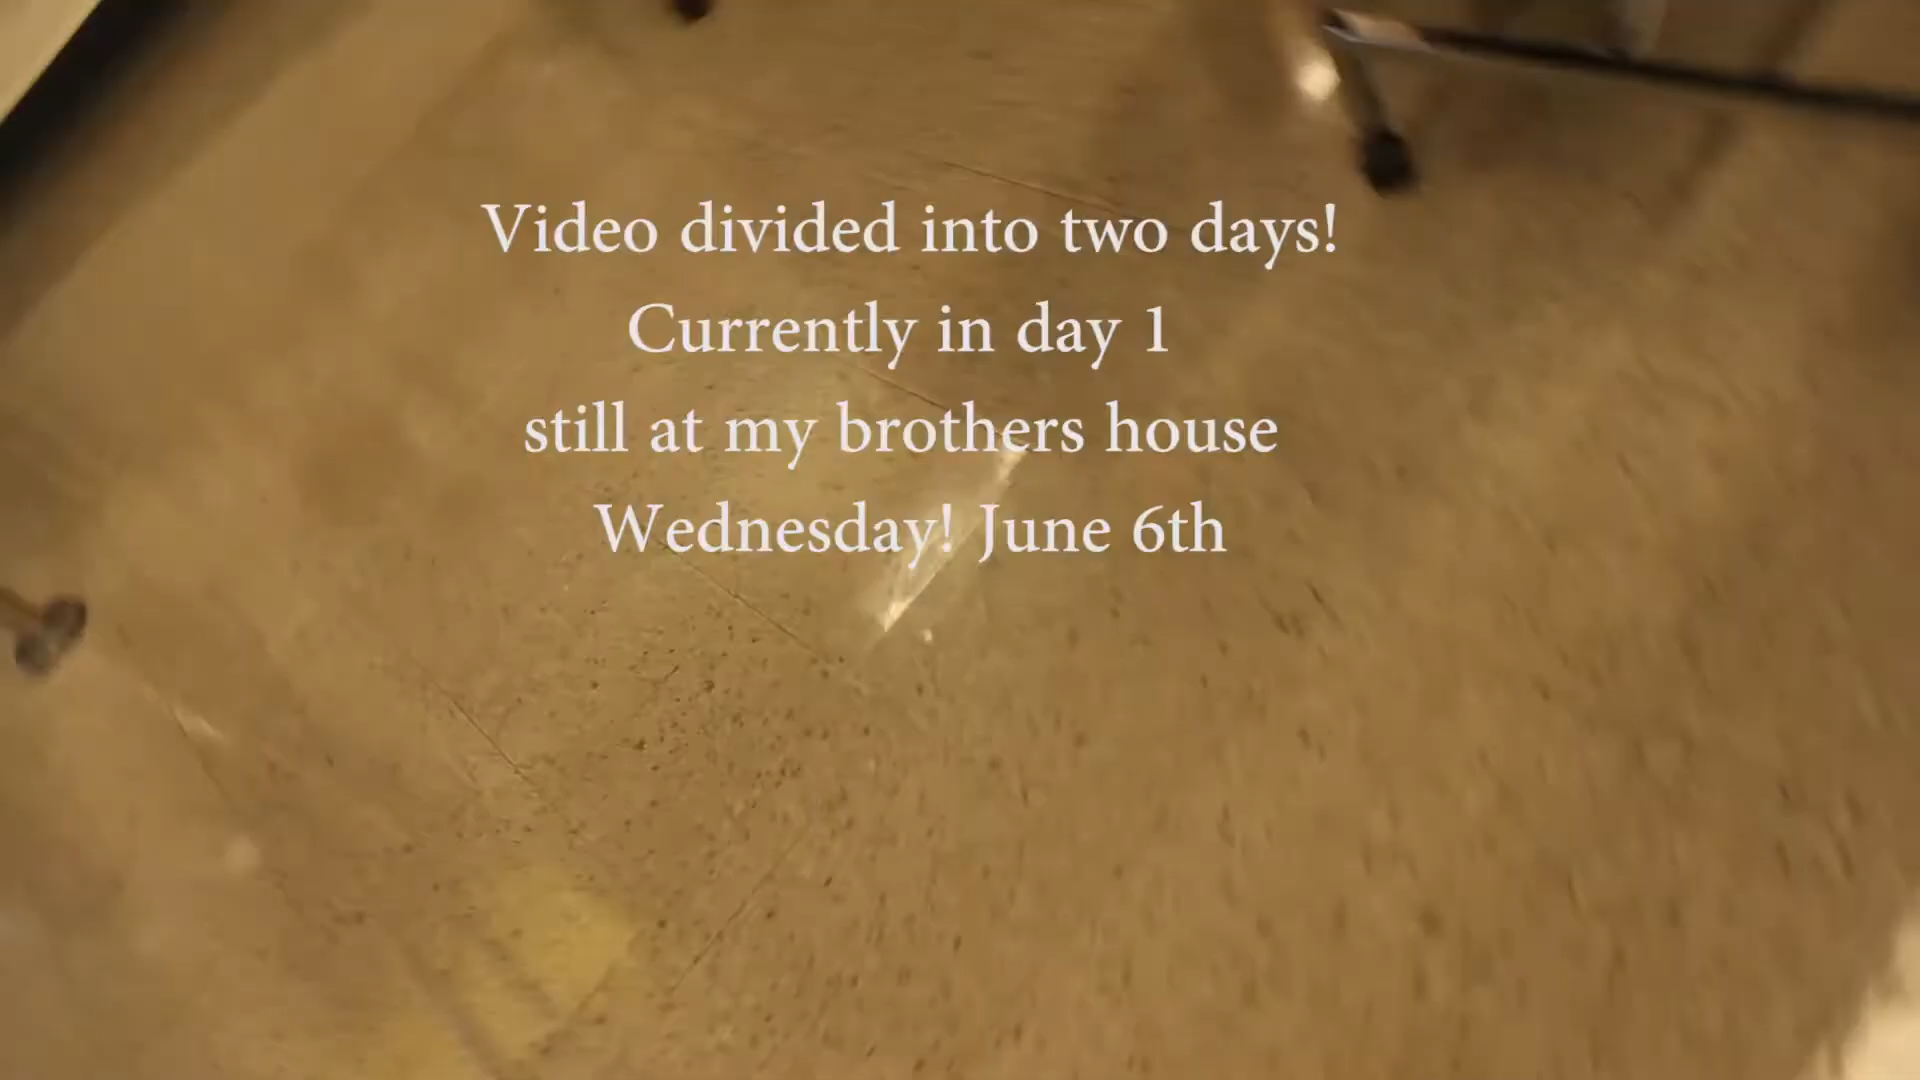 Video divided into two days!
Currently in day 1
still at my brothers house
Wednesday! June 6th